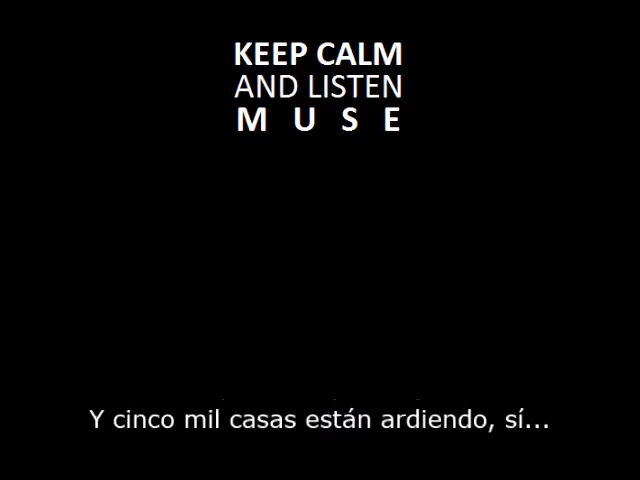 KEEP CALM
AND LISTEN
M U S E
Y cinco mil casas están ardiendo, sí...